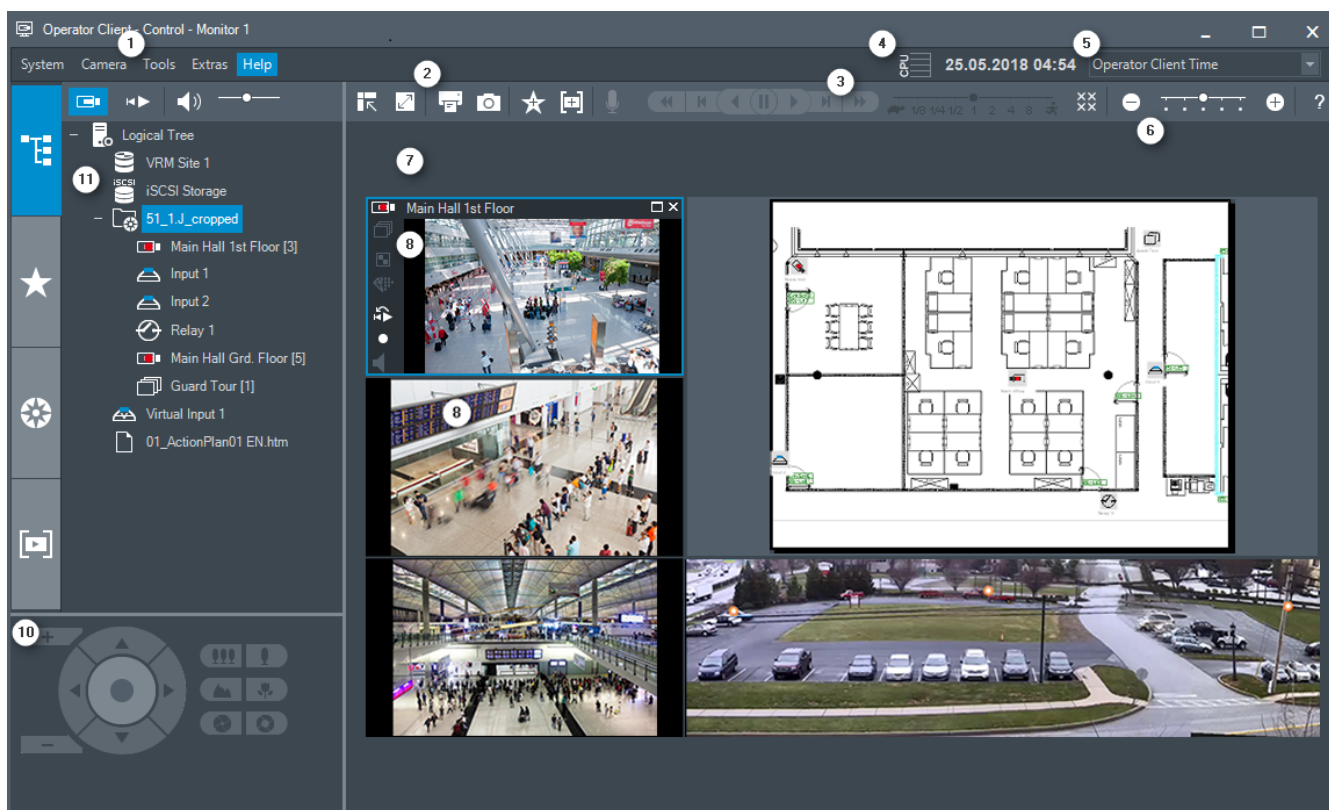 Operator Client - Control - Monitor 1
1
4
5
System Camera Tools Extras Help
CPU
25.05.2018 04:54
Operator Client Time
2
3
1/8 1/4 1/2 1 2 4 8
?
6
Logical Tree
7
VRM Site 1
11
iSCSI
iSCSI Storage
51_1.J_cropped
Main Hall 1st Floor
Main Hall 1st Floor [3]
8
Input 1
Input 2
Relay 1
Main Hall Grd. Floor [5]
Guard Tour [1]
Virtual Input 1
8
01_ActionPlan01 EN.htm
Relay 1
10